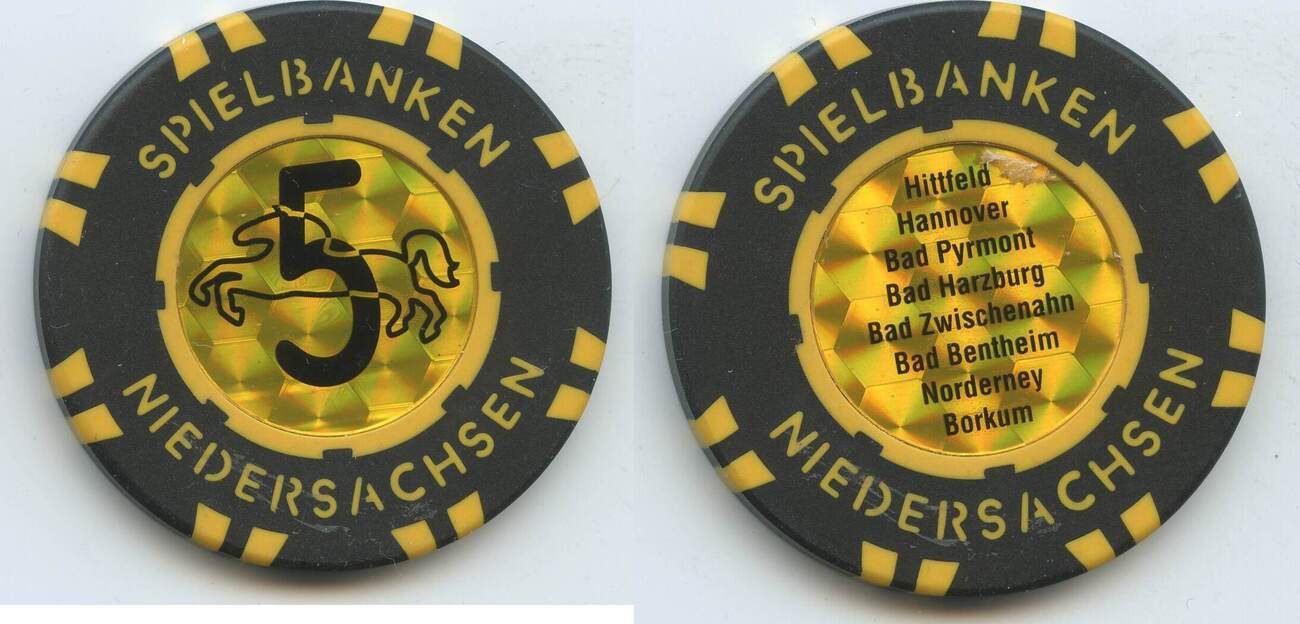 SPIELBANKEN
5
NIEDERSACHSEN
SPIELBANKEN
Hittfeld
Hannover
Bad Pyrmont
Bad Harzburg
Bad Zwischenahn
Bad Bentheim
Norderney
Borkum
NIEDERSACHSEN